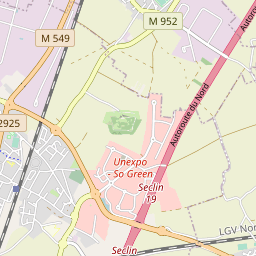 M 952
M 549
2925
Autoroute du Nord
Unexpo
- So Green
Seclin
19
LGV Nor
Seclin